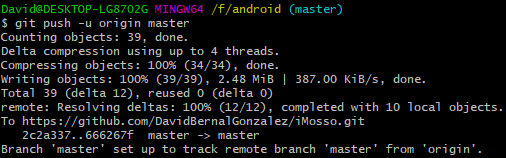 David@DESKTOP-LG8702G MINGW64 /f/android (master)
$ git push -u origin master
Counting objects: 39, done.
Delta compression using up to 4 threads.
Compressing objects: 100% (34/34), done.
Writing objects: 100% (39/39), 2.48 MiB | 387.00 KiB/s, done.
Total 39 (delta 12), reused 0 (delta 0)
remote: Resolving deltas: 100% (12/12), completed with 10 local objects.
To https://github.com/DavidBernalGonzalez/iMosso.git
   2c2a337..666267f  master -> master
Branch 'master' set up to track remote branch 'master' from 'origin'.